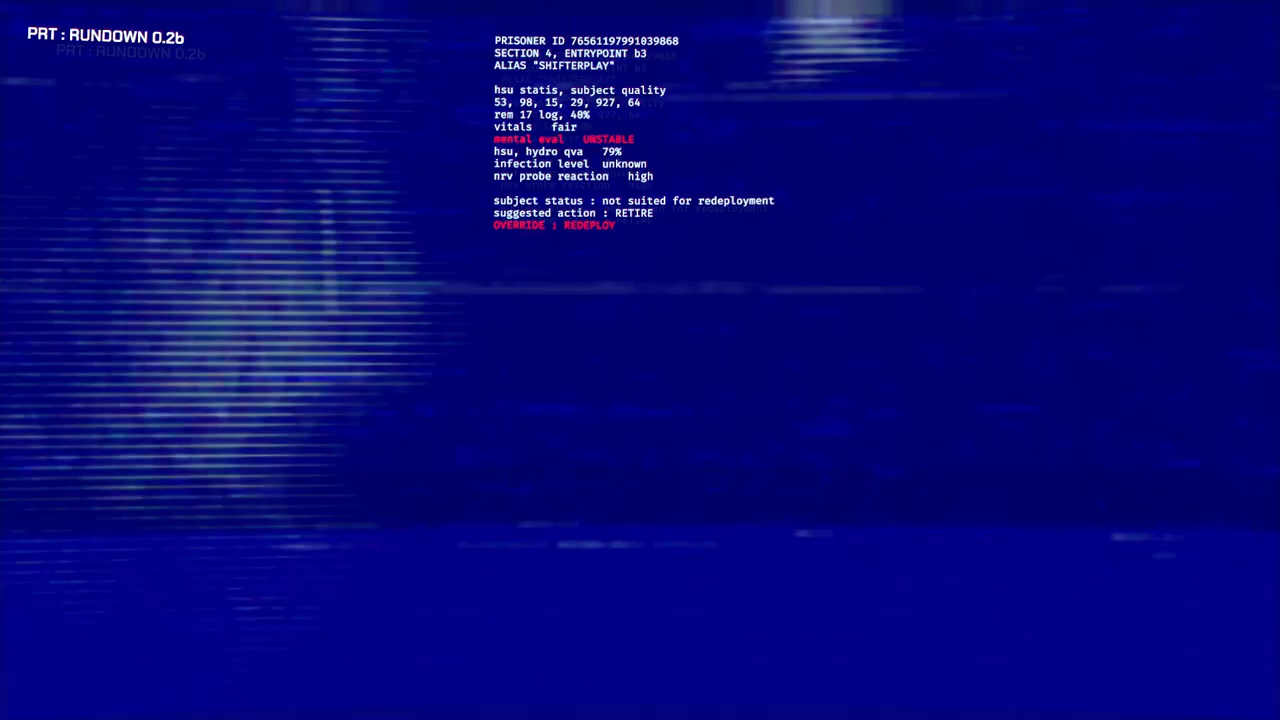 PRT : RUNDOWN 0.2b
PRISONER ID 76561197991039868
SECTION 4, ENTRYPOINT b3
ALIAS "SHIFTERPLAY"
hsu statis, subject quality
53, 98, 15, 29, 927, 64
rem 17 log, 40%
vitals fair
mental eval UNSTABLE
hsu, hydro qva 79%
infection level unknown
nrv probe reaction high
subject status : not suited for redeployment
suggested action : RETIRE
OVERRIDE : REDEPLOY